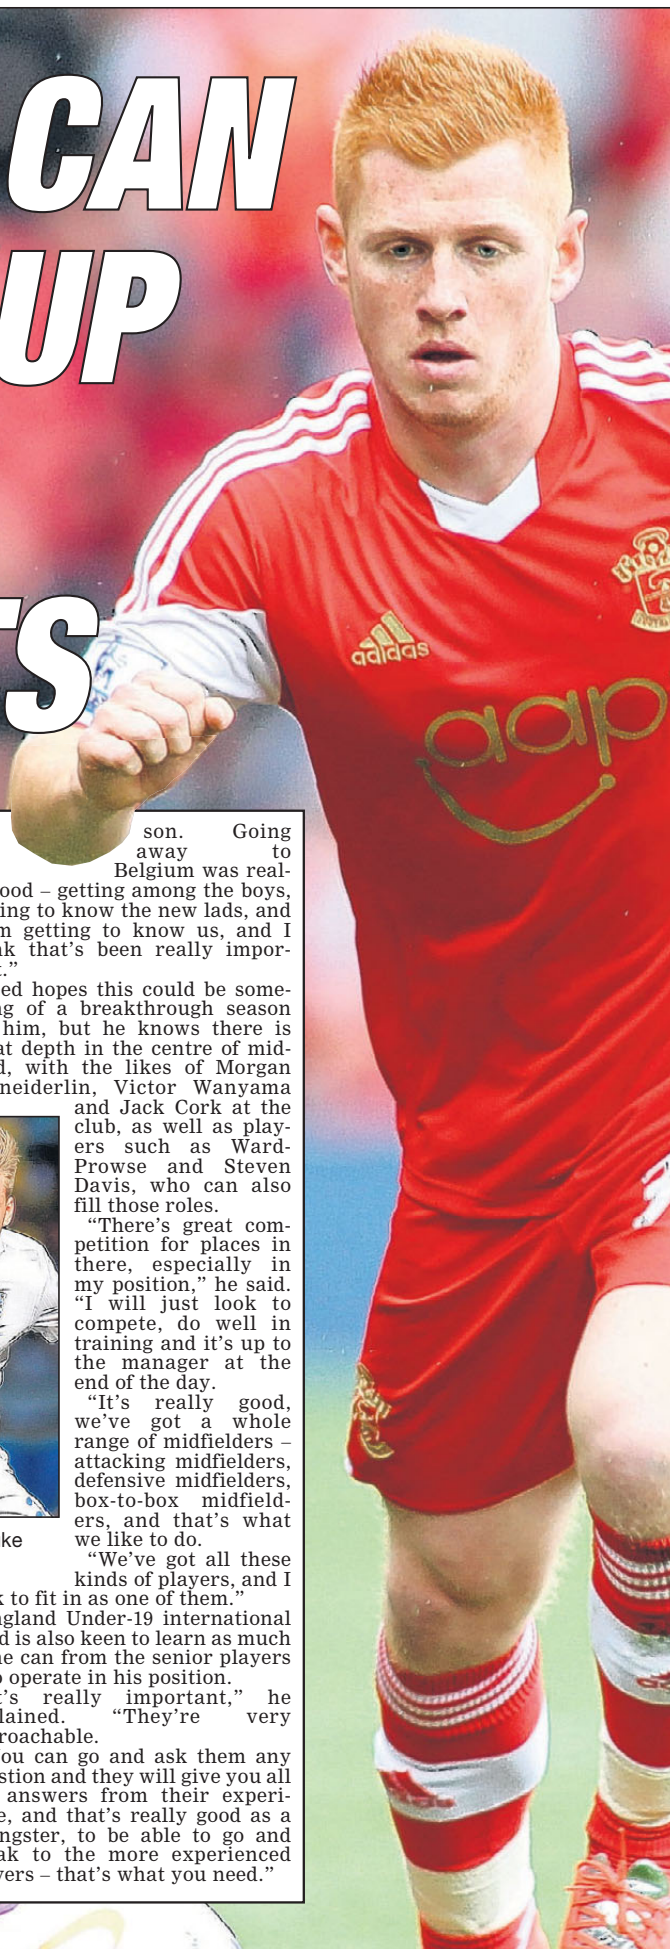 CAN
UP
TS
adidas
aap
son. Going
away to
Belgium was real-
ood – getting among the boys,
ing to know the new lads, and
m getting to know us, and I
nk that's been really impor-
t."
ed hopes this could be some-
ng of a breakthrough season
him, but he knows there is
at depth in the centre of mid-
d, with the likes of Morgan
neiderlin, Victor Wanyama
and Jack Cork at the
club, as well as play-
ers such as Ward-
Prowse and Steven
Davis, who can also
fill those roles.
"There's great com-
petition for places in
there, especially in
my position," he said.
"I will just look to
compete, do well in
training and it's up to
the manager at the
end of the day.
"It's really good,
we've got a whole
range of midfielders –
attacking midfielders,
defensive midfielders,
box-to-box midfield-
ers, and that's what
we like to do.
ke
"We've got all these
kinds of players, and I
k to fit in as one of them."
ngland Under-19 international
d is also keen to learn as much
he can from the senior players
o operate in his position.
t's really important," he
lained. "They're very
roachable.
ou can go and ask them any
stion and they will give you all
answers from their experi-
e, and that's really good as a
ngster, to be able to go and
ak to the more experienced
yers – that's what you need."